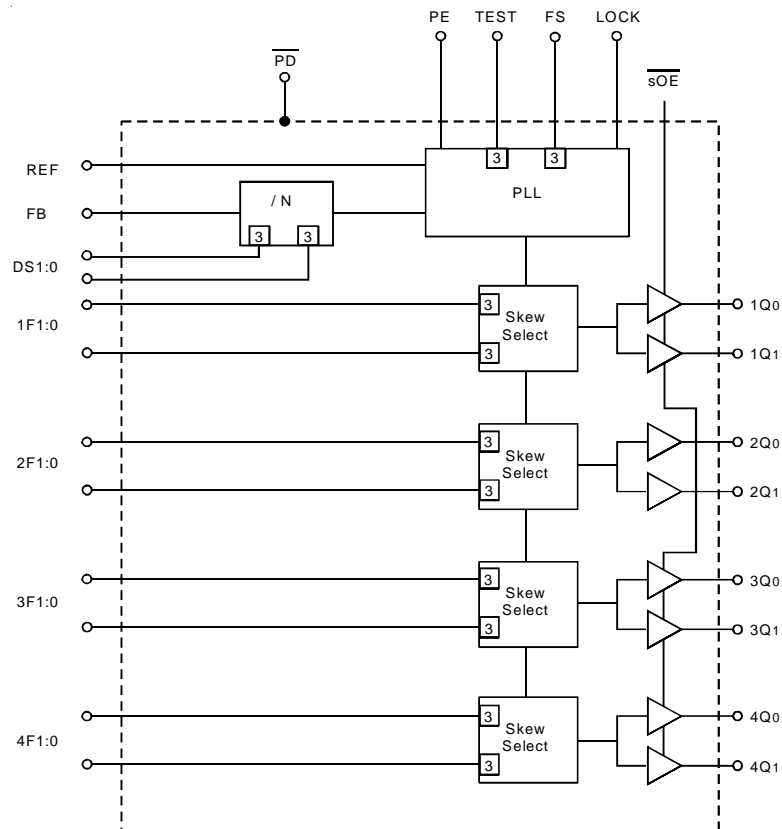 PE TEST FS LOCK
PD
sOE
3 3
REF
PLL
/ N
FB
3 3
DS1:0
3
1Q0
1F1:0
Skew
Select
3
1Q1
3
2Q0
2F1:0
Skew
Select
3
2Q1
3
3Q0
3F1:0
Skew
Select
3
3Q1
3
4Q0
4F1:0
Skew
Select
3
4Q1